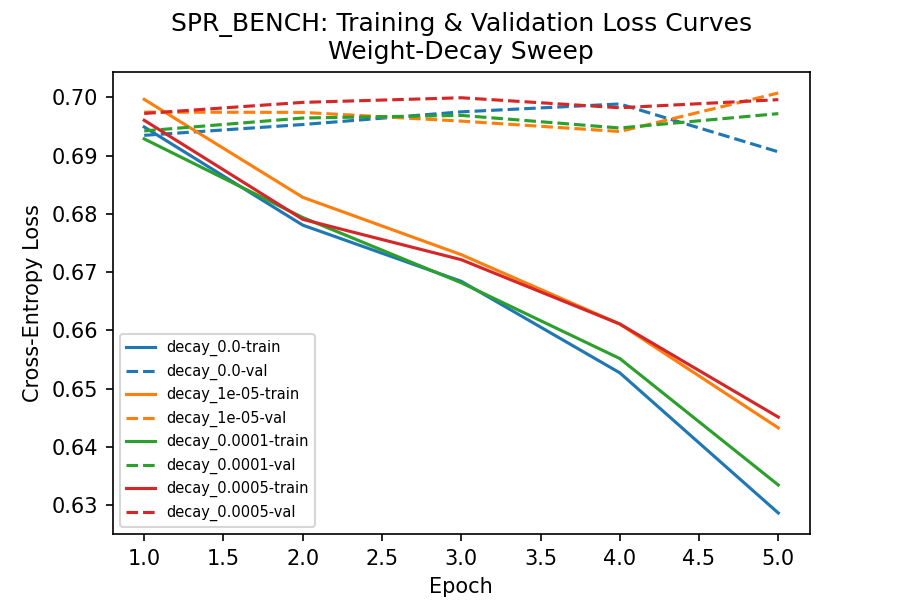 SPR_BENCH: Training & Validation Loss Curves
Weight-Decay Sweep
Cross-Entropy Loss
0.70
0.69
0.68
0.67
0.66
0.65
0.64
0.63
decay_0.0-train
decay_0.0-val
decay_1e-05-train
decay_1e-05-val
decay_0.0001-train
decay_0.0001-val
decay_0.0005-train
decay_0.0005-val
1.0 1.5 2.0 2.5 3.0 3.5 4.0 4.5 5.0
Epoch